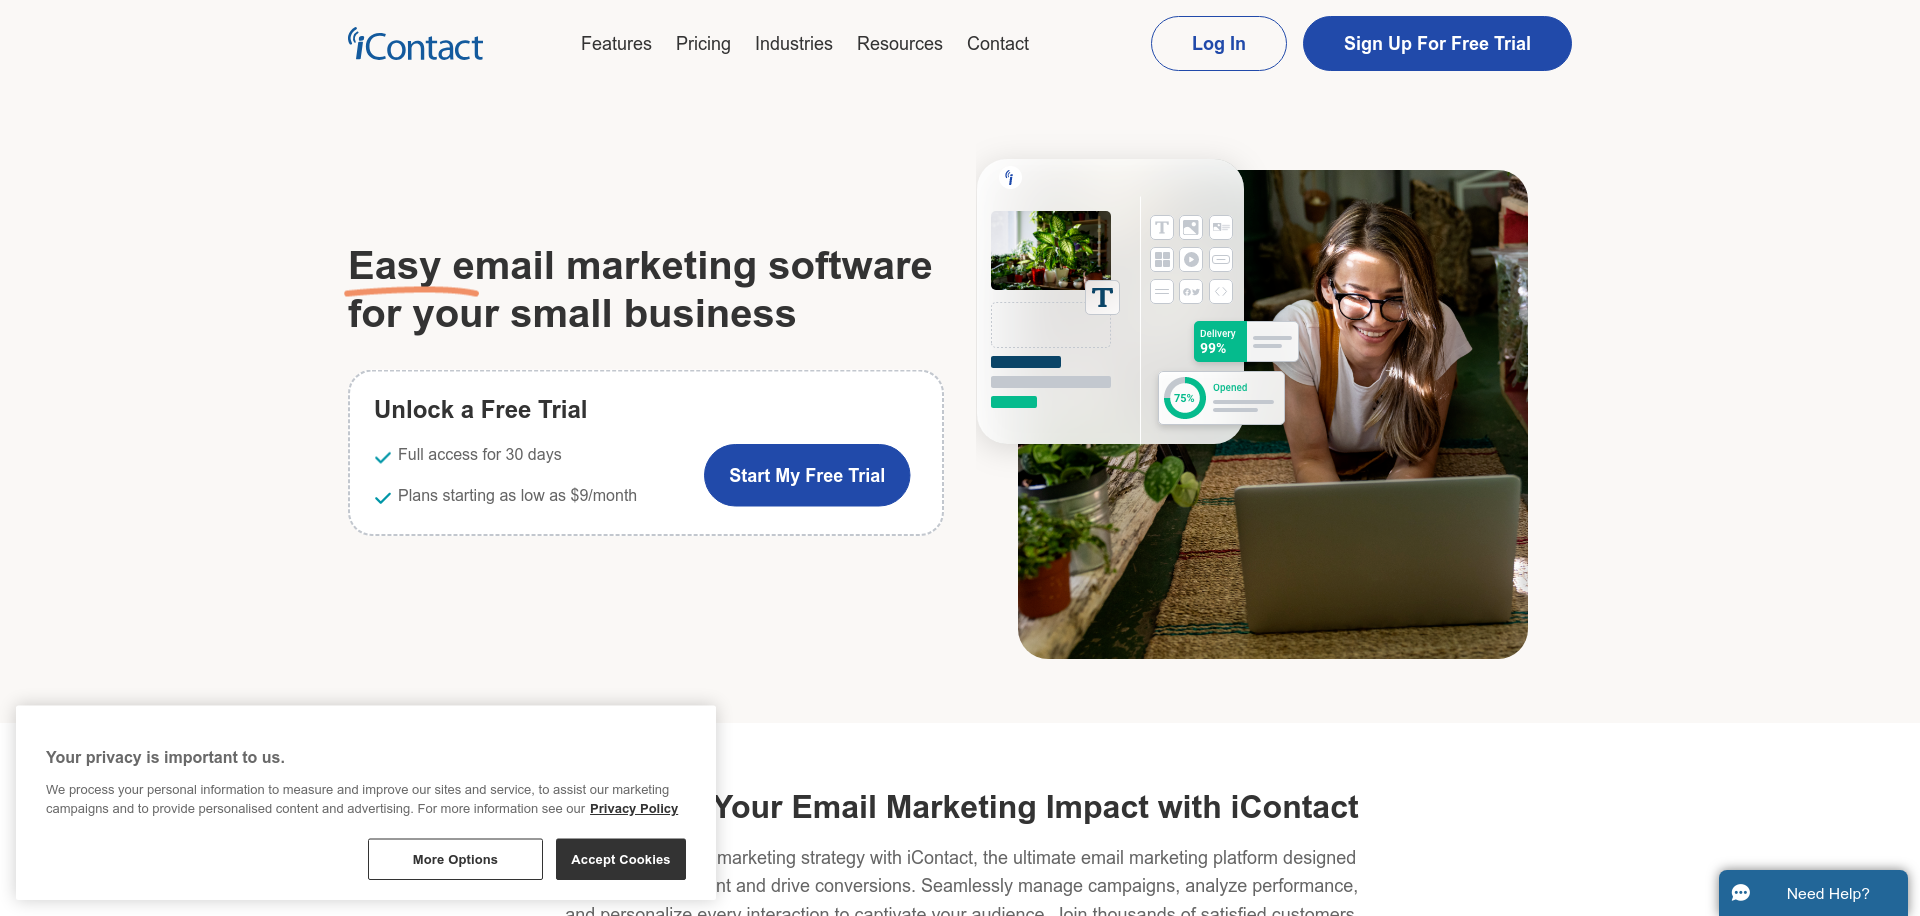 iContact
Features
Pricing
Industries
Resources
Contact
Log In
Sign Up For Free Trial
Easy email marketing software
for your small business
Unlock a Free Trial
Full access for 30 days
Plans starting as low as $9/month
Start My Free Trial
i
T
T
Delivery
99%
75%
Opened
Your privacy is important to us.
We process your personal information to measure and improve our sites and service, to assist our marketing
campaigns and to provide personalised content and advertising. For more information see our Privacy Policy
More Options
Accept Cookies
Your Email Marketing Impact with iContact
marketing strategy with iContact, the ultimate email marketing platform designed
and drive conversions. Seamlessly manage campaigns, analyze performance,
and personalize every interaction to captivate your audience. Join thousands of satisfied customers
Need Help?